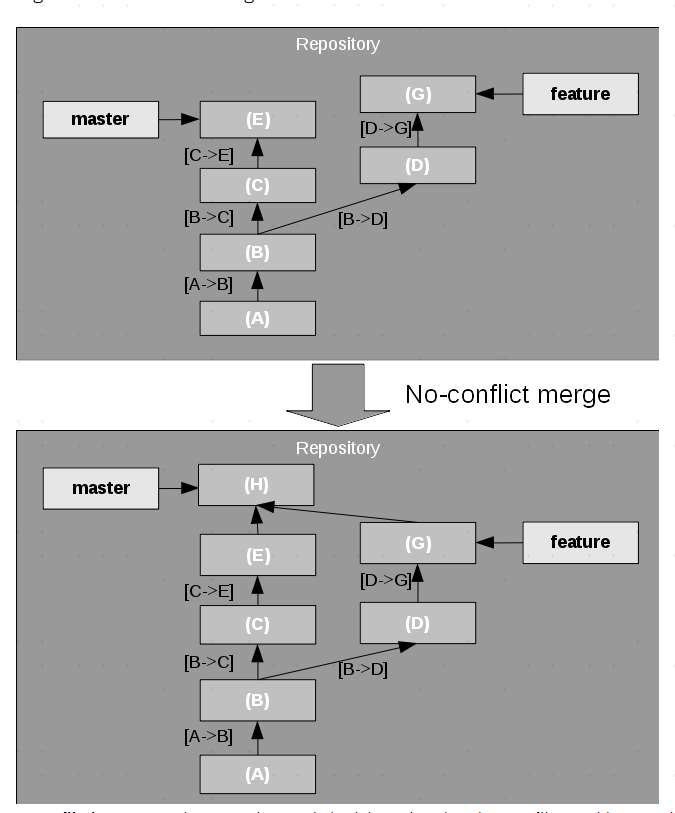 Repository
(G)
feature
master
(E)
[D->G]
[C->E]
(D)
(C)
[B->C]
[B->D]
(B)
[A->B]
(A)
No-conflict merge
Repository
(H)
master
(G)
feature
(E)
[D->G]
[C->E]
(D)
(C)
[B->C]
[B->D]
(B)
[A->B]
(A)